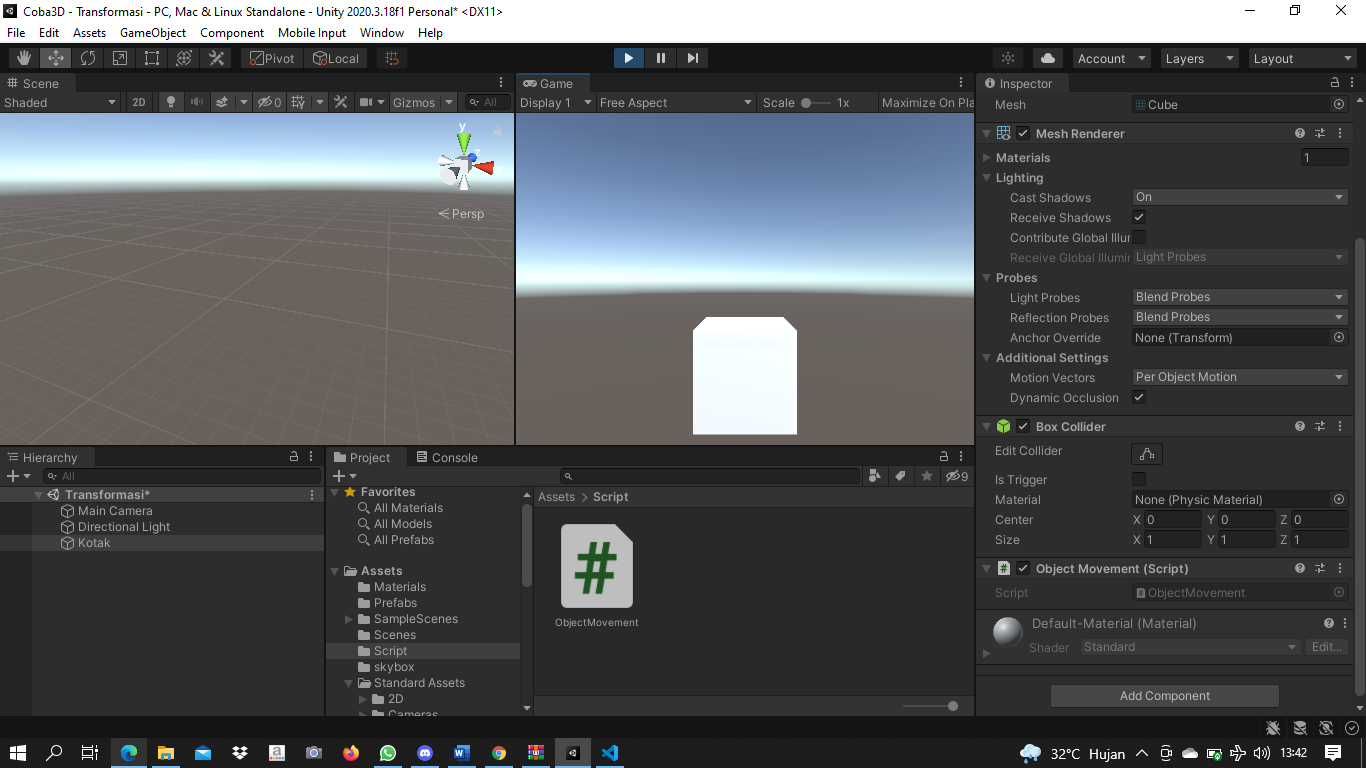 Coba3D - Transformasi - PC, Mac & Linux Standalone - Unity 2020.3.18f1 Personal* <DX11>
File Edit Assets GameObject Component Mobile Input Window Help
Pivot Local Account Layers Layout
Scene
Shaded 2D 0 Gizmos All
y
Persp
Game
Display 1 Free Aspect Scale 1x Maximize On Pla
Hierarchy
All
Transformasi*
Main Camera
Directional Light
Kotak
Project Console
9
Favorites
All Materials
All Models
All Prefabs
Assets
Materials
Prefabs
SampleScenes
Scenes
Script
skybox
Standard Assets
2D
Cameras
Assets > Script
#
ObjectMovement
Inspector
Mesh Cube
Mesh Renderer
Materials 1
Lighting
Cast Shadows On
Receive Shadows
Contribute Global Illur
Receive Global Illumir Light Probes
Probes
Light Probes Blend Probes
Reflection Probes Blend Probes
Anchor Override None (Transform)
Additional Settings
Motion Vectors Per Object Motion
Dynamic Occlusion
Box Collider
Edit Collider
Is Trigger
Material None (Physic Material)
Center X 0 Y 0 Z 0
Size X 1 Y 1 Z 1
# Object Movement (Script)
Script ObjectMovement
Default-Material (Material)
Shader Standard Edit...
Add Component
32°C Hujan 13:42